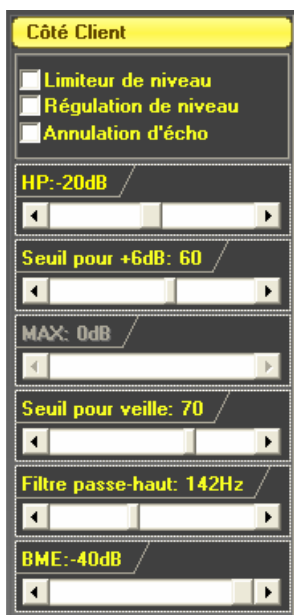 Côté Client
Limiteur de niveau
Régulation de niveau
Annulation d'écho
HP:-20dB
Seuil pour +6dB: 60
MAX: 0dB
Seuil pour veille: 70
Filtre passe-haut: 142Hz
BME:-40dB